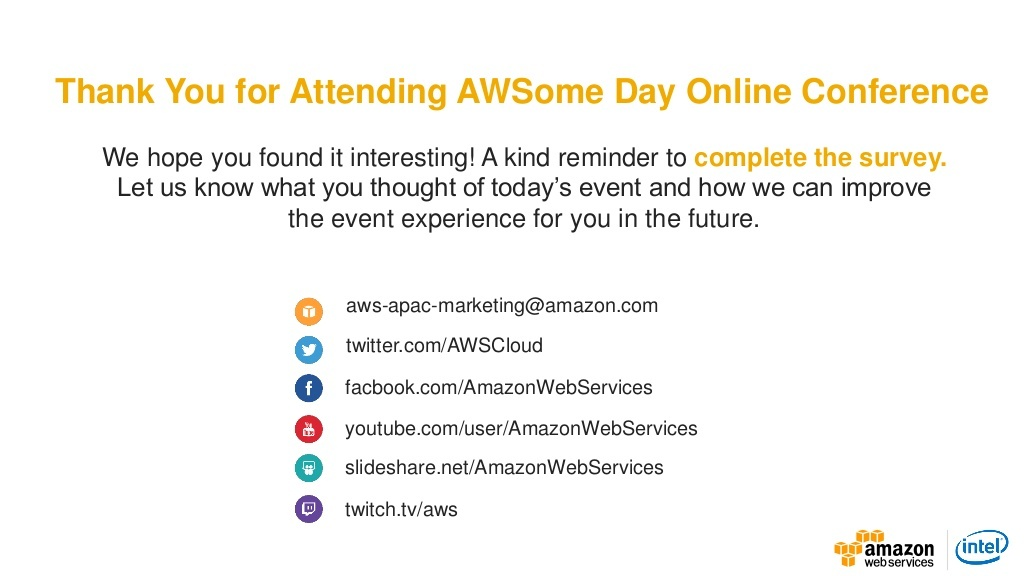 Thank You for Attending AWSome Day Online Conference
We hope you found it interesting! A kind reminder to complete the survey.
Let us know what you thought of today’s event and how we can improve
the event experience for you in the future.
aws-apac-marketing@amazon.com
twitter.com/AWSCloud
facbook.com/AmazonWebServices
youtube.com/user/AmazonWebServices
slideshare.net/AmazonWebServices
twitch.tv/aws
amazon
webservices
intel